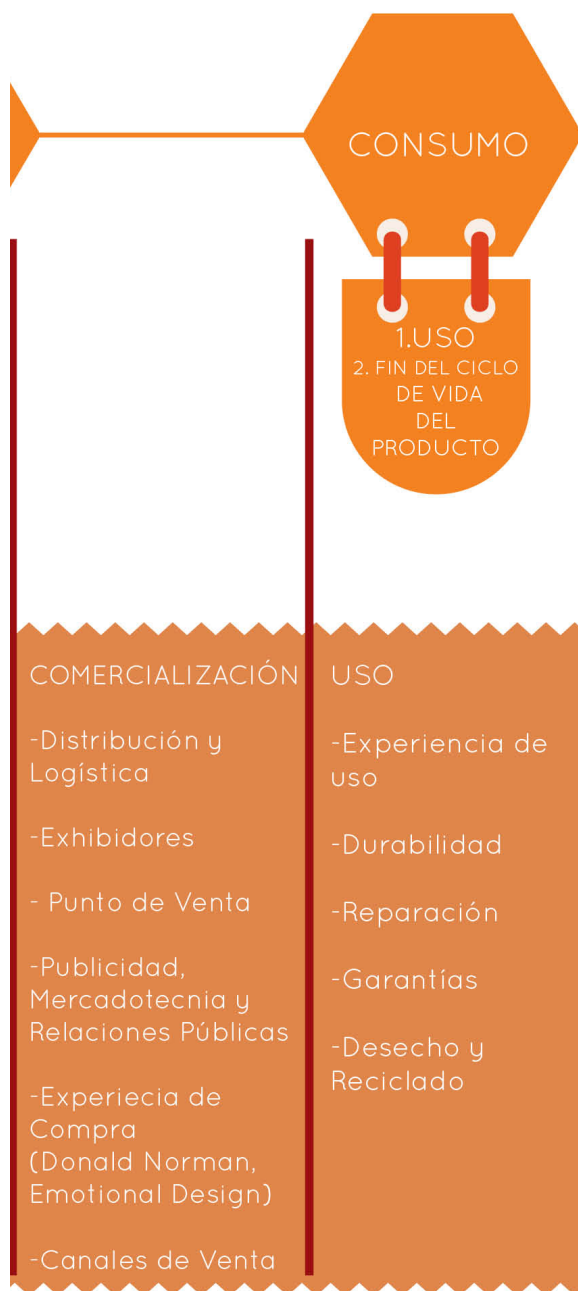 CONSUMO
1.USO
2. FIN DEL CICLO
DE VIDA
DEL
PRODUCTO
COMERCIALIZACIÓN
-Distribución y
Logística
-Exhibidores
- Punto de Venta
-Publicidad,
Mercadotecnia y
Relaciones Públicas
-Experiecia de
Compra
(Donald Norman,
Emotional Design)
-Canales de Venta
USO
-Experiencia de
uso
-Durabilidad
-Reparación
-Garantías
-Desecho y
Reciclado